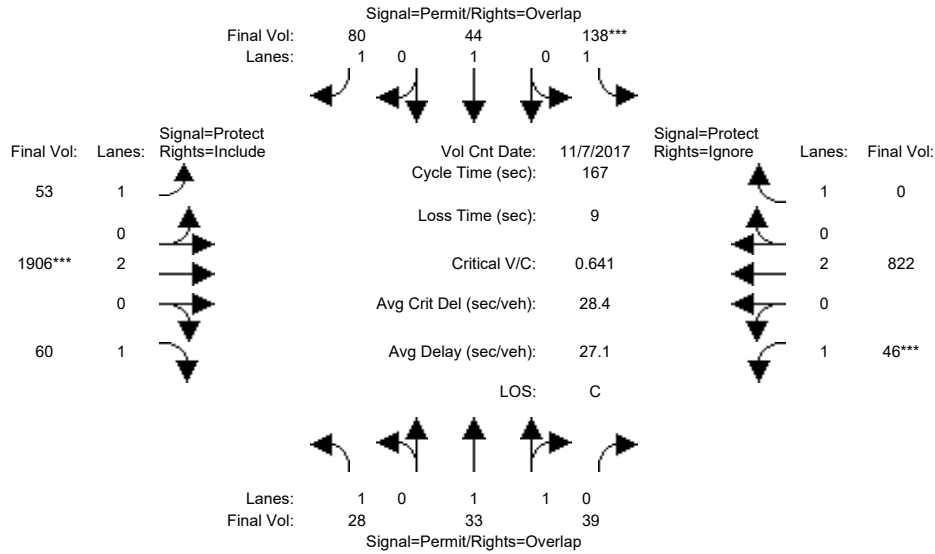 Signal=Permit/Rights=Overlap
Final Vol: 80 44 138***
Lanes: 1 0 1 0 1
Signal=Protect
Final Vol: Lanes: Rights=Include
Vol Cnt Date: 11/7/2017
Signal=Protect
Rights=Ignore Lanes: Final Vol:
Cycle Time (sec): 167
53 1
1 0
Loss Time (sec): 9
0
0
1906*** 2
Critical V/C: 0.641
2 822
0
Avg Crit Del (sec/veh): 28.4
0
60 1
Avg Delay (sec/veh): 27.1
1 46***
LOS: C
Lanes: 1 0 1 1 0
Final Vol: 28 33 39
Signal=Permit/Rights=Overlap